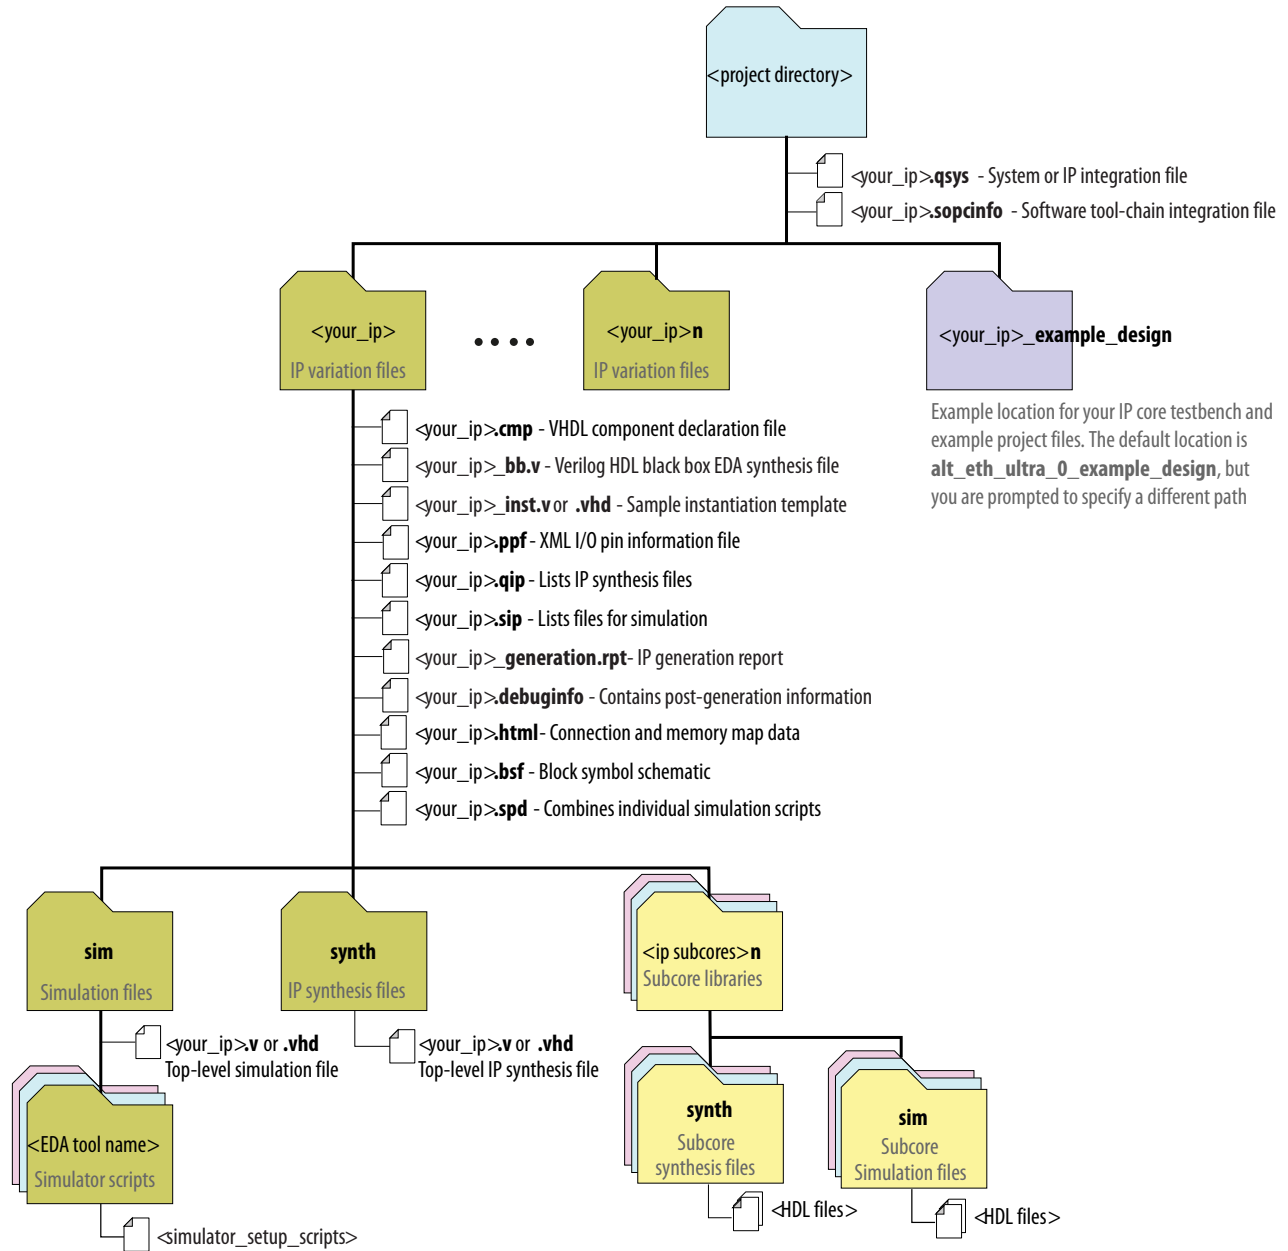 <project directory>
<your_ip>.qsys - System or IP integration file
<your_ip>.sopcinfo - Software tool-chain integration file
<your_ip>
IP variation files
<your_ip>n
IP variation files
<your_ip>_example_design
Example location for your IP core testbench and
example project files. The default location is
alt_eth_ultra_0_example_design, but
you are prompted to specify a different path
<your_ip>.cmp - VHDL component declaration file
<your_ip>_bb.v - Verilog HDL black box EDA synthesis file
<your_ip>_inst.v or .vhd - Sample instantiation template
<your_ip>.ppf - XML I/O pin information file
<your_ip>.qip - Lists IP synthesis files
<your_ip>.sip - Lists files for simulation
<your_ip>_generation.rpt- IP generation report
<your_ip>.debuginfo - Contains post-generation information
<your_ip>.html- Connection and memory map data
<your_ip>.bsf - Block symbol schematic
<your_ip>.spd - Combines individual simulation scripts
sim
Simulation files
synth
IP synthesis files
<ip subcores>n
Subcore libraries
<your_ip>.v or .vhd
Top-level simulation file
<your_ip>.v or .vhd
Top-level IP synthesis file
<EDA tool name>
Simulator scripts
synth
Subcore
synthesis files
sim
Subcore
Simulation files
<HDL files>
<HDL files>
<simulator_setup_scripts>